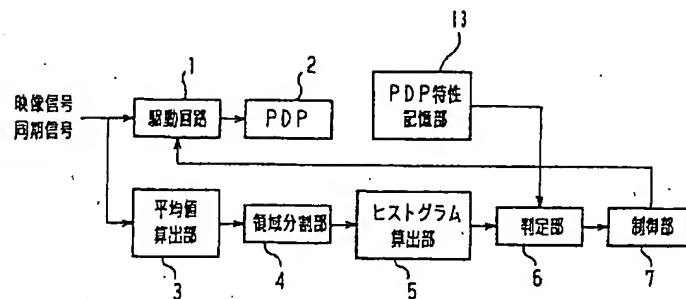 13
1
2
映像信号
同期信号
駆動回路
PDP
PDP特性
記憶部
平均値
算出部
領域分割部
ヒストグラム
算出部
判定部
制御部
3
4
5
6
7